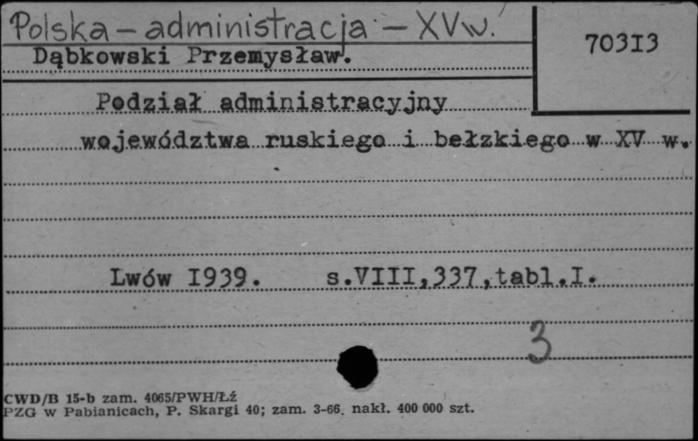 Polska – administracja – XV w.
70313
Dąbkowski Przemysław.
Podział administracyjny
województwa ruskiego i bełzkiego w XV w.
Lwów 1939. s.VIII,337,tabl.I.
3
CWD/B 15-b zam. 4065/PWH/Łź
PZG w Pabianicach, P. Skargi 40; zam. 3-66. nakł. 400 000 szt.